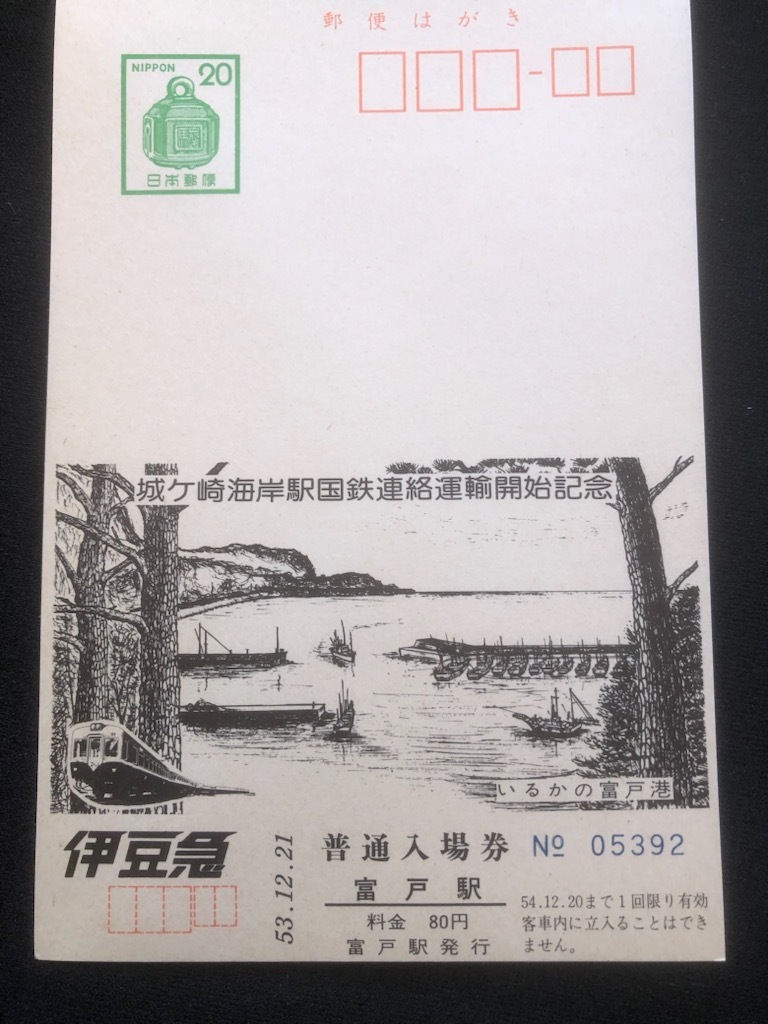 郵便はがき
NIPPON 20
日本郵便
城ケ崎海岸駅国鉄連絡運輸開始記念
いるかの富戸港
伊豆急
53.12.21
普通入場券 № 05392
富戸駅
料金 80円
富戸駅発行
54.12.20まで1回限り有効
客車内に立入ることはでき
ません。